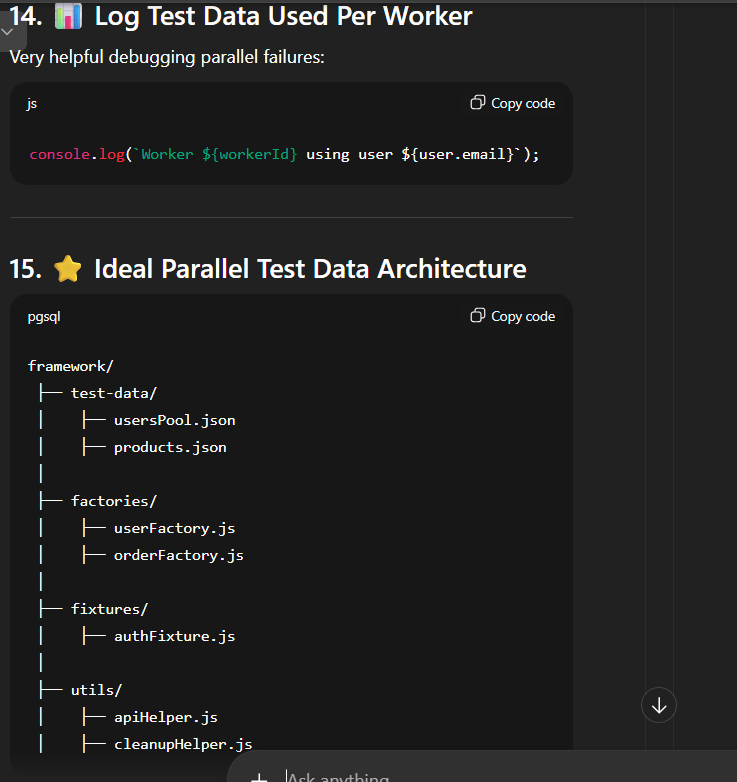 14. 📊 Log Test Data Used Per Worker
Very helpful debugging parallel failures:
js
Copy code
console.log(`Worker ${workerId} using user ${user.email}`);
15. ⭐ Ideal Parallel Test Data Architecture
pgsql
Copy code
framework/
├── test-data/
│    ├── usersPool.json
│    ├── products.json
│
├── factories/
│    ├── userFactory.js
│    ├── orderFactory.js
│
├── fixtures/
│    ├── authFixture.js
│
├── utils/
│    ├── apiHelper.js
│    ├── cleanupHelper.js
Ask anything